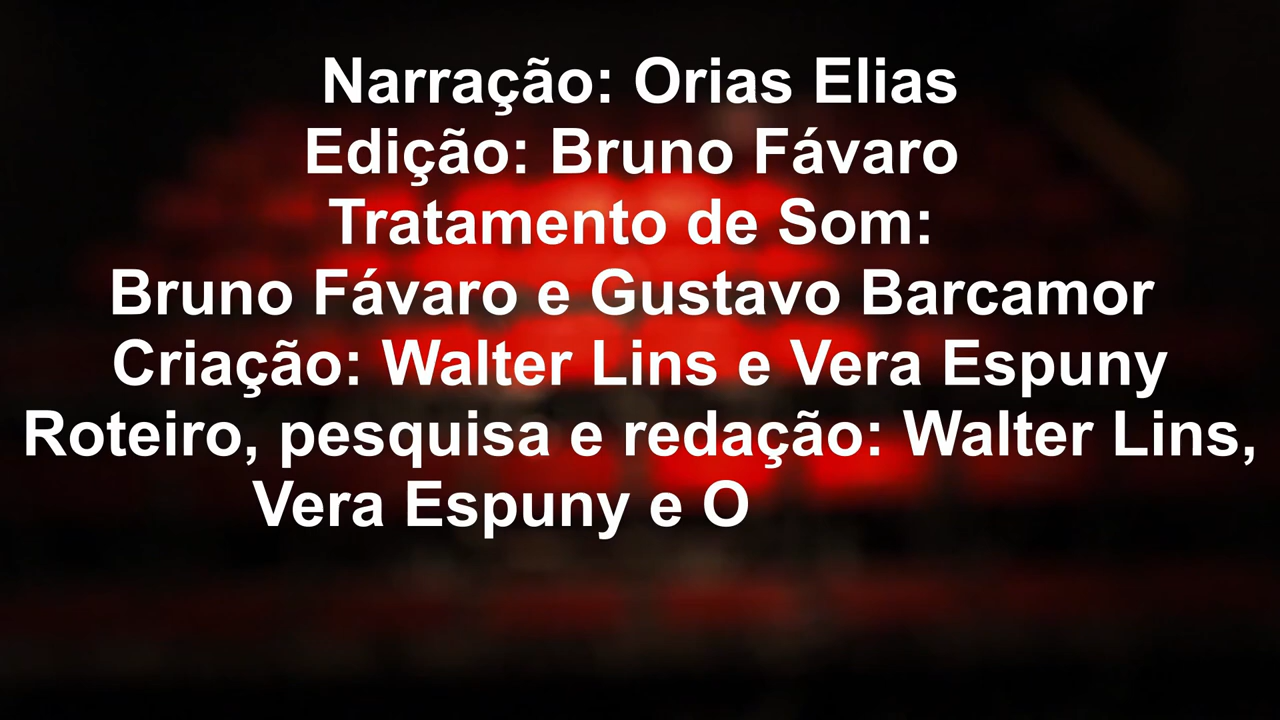 Narração: Orias Elias
Edição: Bruno Fávaro
Tratamento de Som:
Bruno Fávaro e Gustavo Barcamor
Criação: Walter Lins e Vera Espuny
Roteiro, pesquisa e redação: Walter Lins,
Vera Espuny e O